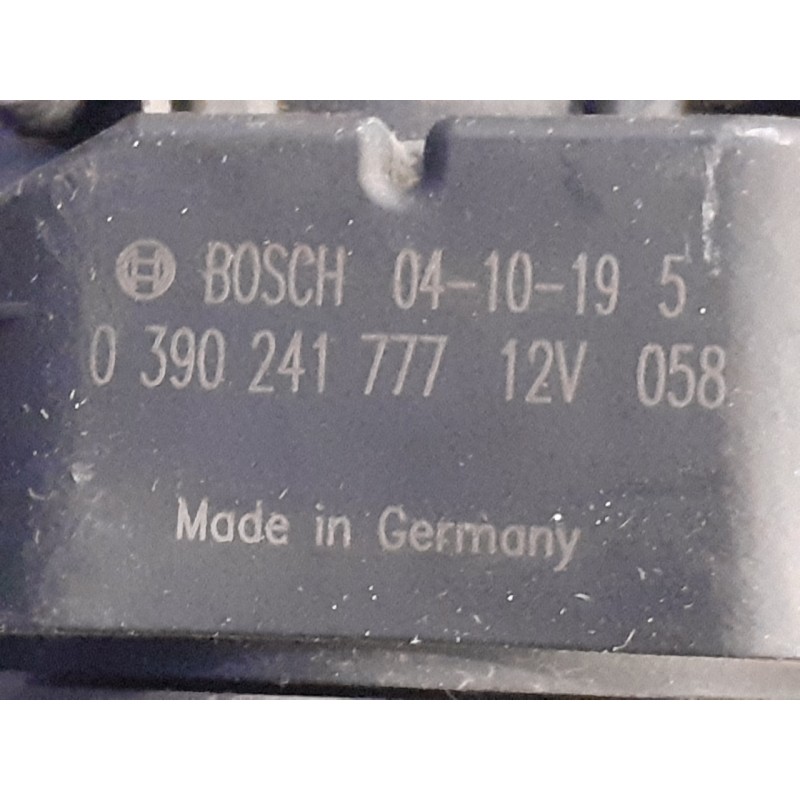 BOSCH 04-10-19 5
0 390 241 777 12V 058
Made in Germany